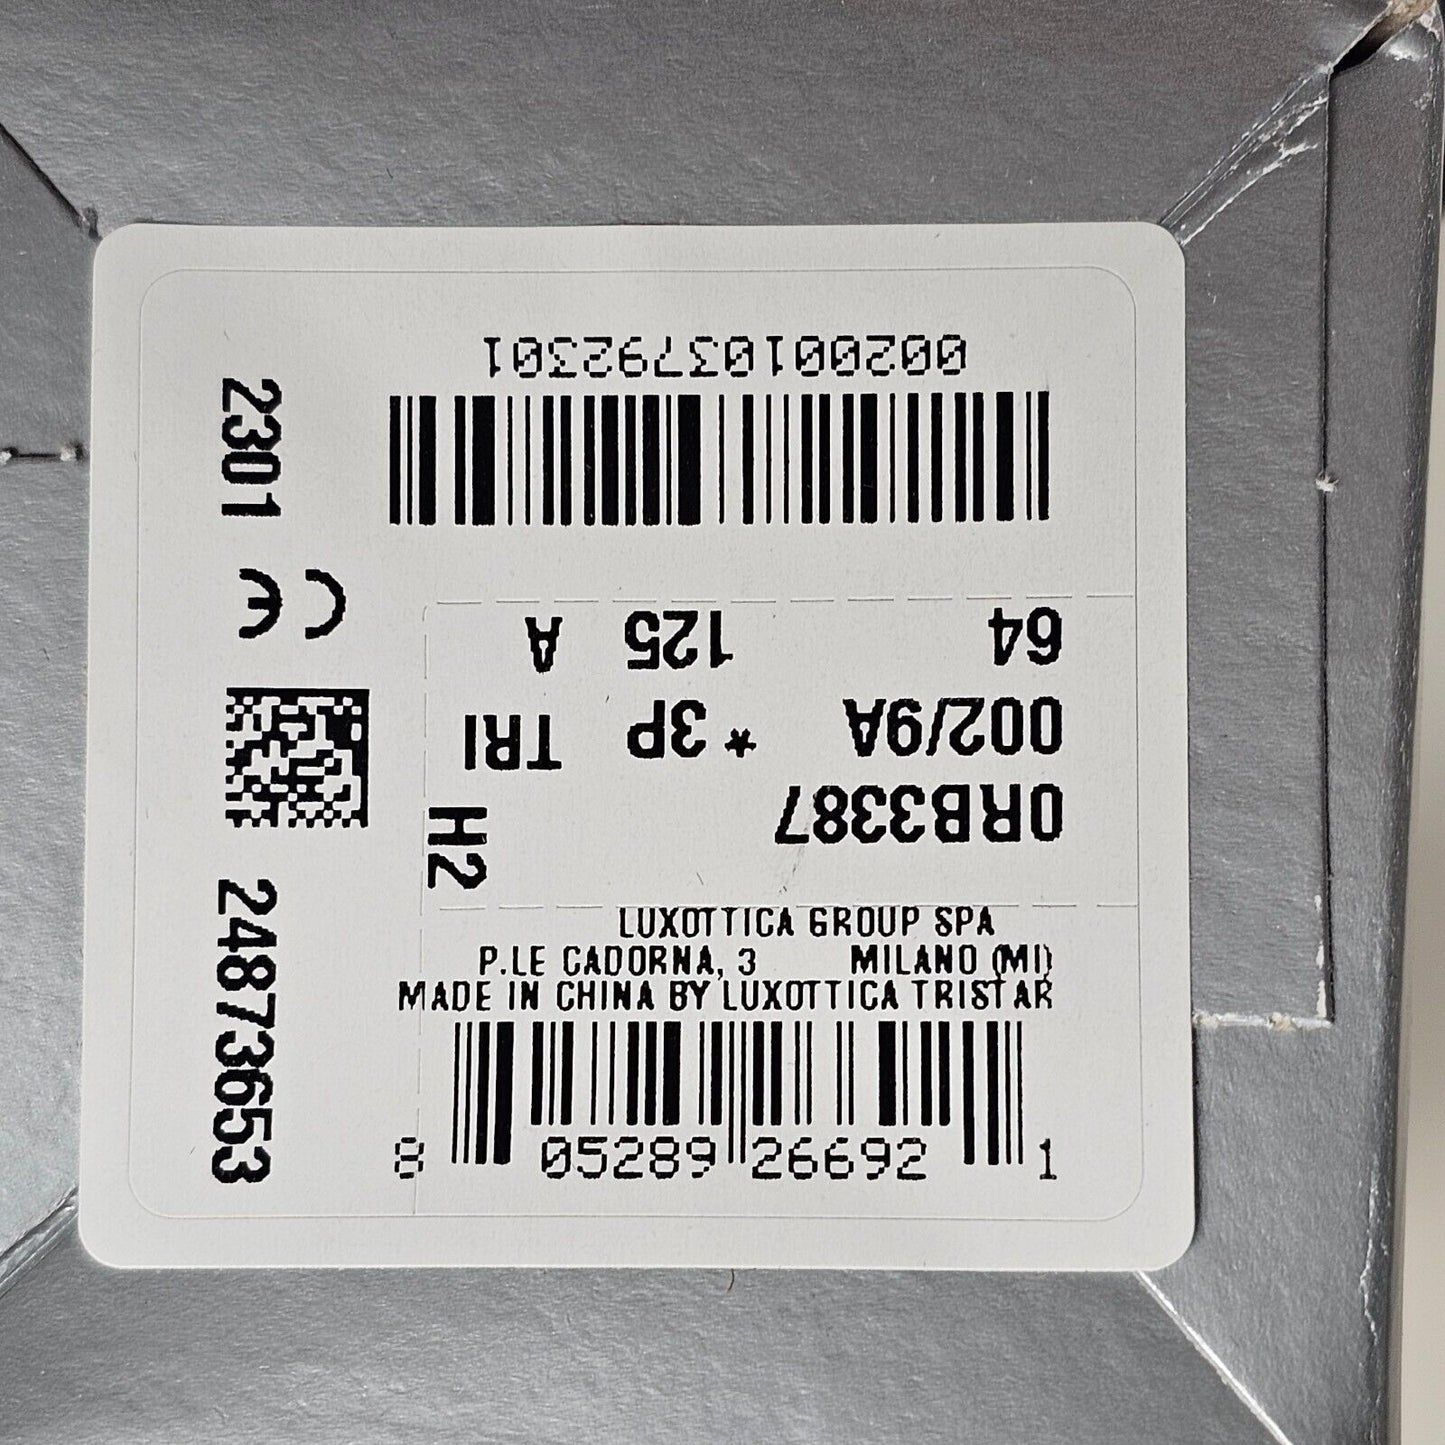 0RB3387
002/9A * 3P TRI
64 125 A
00200103792301
H2
2301 CE
24873653
LUXOTTICA GROUP SPA
P.LE CADORNA, 3 MILANO (MI)
MADE IN CHINA BY LUXOTTICA TRISTAR
8 05289 26692 1